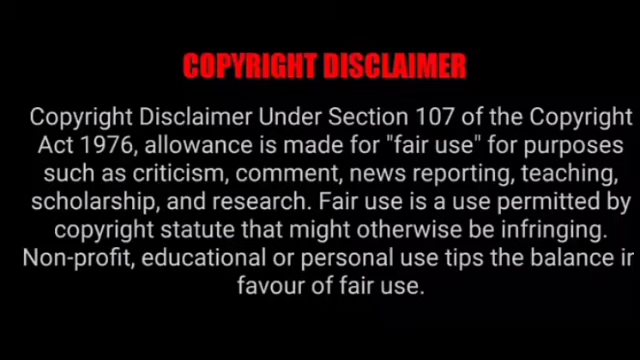 COPYRIGHT DISCLAIMER
Copyright Disclaimer Under Section 107 of the Copyright
Act 1976, allowance is made for "fair use" for purposes
such as criticism, comment, news reporting, teaching,
scholarship, and research. Fair use is a use permitted by
copyright statute that might otherwise be infringing.
Non-profit, educational or personal use tips the balance in
favour of fair use.